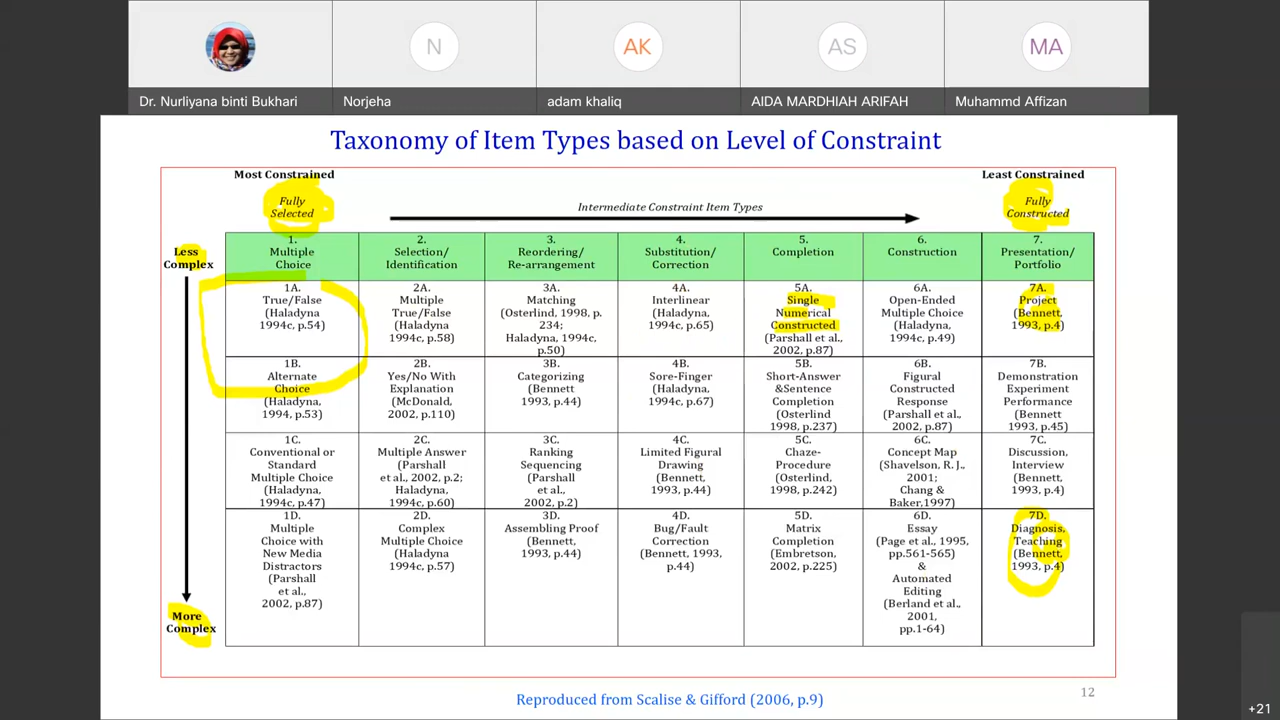 Dr. Nurliyana binti Bukhari
N
Norjeha
AK
adam khaliq
AS
AIDA MARDHIAH ARIFAH
MA
Muhammd Affizan
Taxonomy of Item Types based on Level of Constraint
Most Constrained
Least Constrained
Fully
Selected
Intermediate Constraint Item Types
Fully
Constructed
Less
Complex
1.
Multiple
Choice
2.
Selection/
Identification
3.
Reordering/
Re-arrangement
4.
Substitution/
Correction
5.
Completion
6.
Construction
7.
Presentation/
Portfolio
1A.
True/False
(Haladyna
1994c, p.54)
2A.
Multiple
True/False
(Haladyna
1994c, p.58)
3A.
Matching
(Osterlind, 1998, p.
234;
Haladyna, 1994c,
p.50)
4A.
Interlinear
(Haladyna,
1994c, p.65)
5A.
Single
Numerical
Constructed
(Parshall et al.,
2002, p.87)
6A.
Open-Ended
Multiple Choice
(Haladyna,
1994c, p.49)
7A.
Project
(Bennett,
1993, p.4)
1B.
Alternate
Choice
(Haladyna,
1994, p.53)
2B.
Yes/No With
Explanation
(McDonald,
2002, p.110)
3B.
Categorizing
(Bennett
1993, p.44)
4B.
Sore-Finger
(Haladyna,
1994c, p.67)
5B.
Short-Answer
&Sentence
Completion
(Osterlind
1998, p.237)
6B.
Figural
Constructed
Response
(Parshall et al.,
2002, p.87)
7B.
Demonstration
Experiment
Performance
(Bennett
1993, p.45)
1C.
Conventional or
Standard
Multiple Choice
(Haladyna,
1994c, p.47)
2C.
Multiple Answer
(Parshall
et al., 2002, p.2;
Haladyna,
1994c, p.60)
3C.
Ranking
Sequencing
(Parshall
et al.,
2002, p.2)
4C.
Limited Figural
Drawing
(Bennett,
1993, p.44)
5C.
Chaze-
Procedure
(Osterlind,
1998, p.242)
6C.
Concept Map
(Shavelson, R. J.,
2001;
Chang &
Baker,1997)
7C.
Discussion,
Interview
(Bennett,
1993, p.4)
1D.
Multiple
Choice with
New Media
Distractors
(Parshall
et al.,
2002, p.87)
2D.
Complex
Multiple Choice
(Haladyna
1994c, p.57)
3D.
Assembling Proof
(Bennett,
1993, p.44)
4D.
Bug/Fault
Correction
(Bennett, 1993,
p.44)
5D.
Matrix
Completion
(Embretson,
2002, p.225)
6D.
Essay
(Page et al., 1995,
pp.561-565)
&
Automated
Editing
(Berland et al.,
2001,
pp.1-64)
7D.
Diagnosis,
Teaching
(Bennett,
1993, p.4)
More
Complex
Reproduced from Scalise & Gifford (2006, p.9)
12
+21